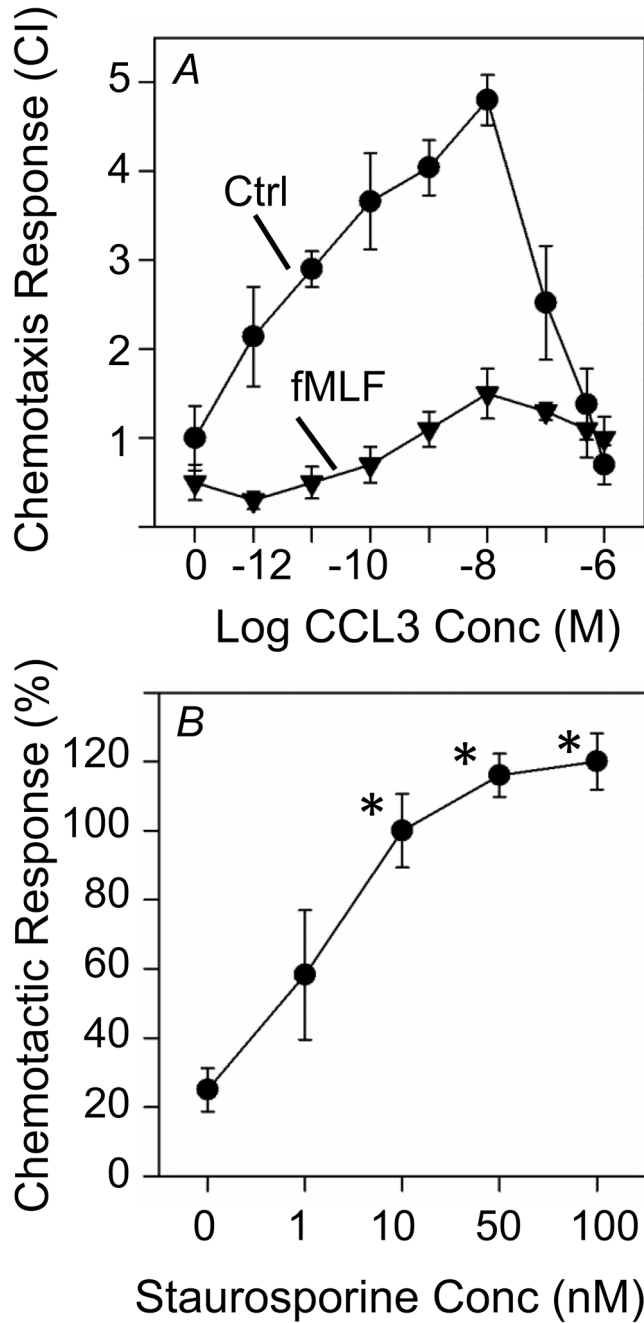 Chemotaxis Response (CI)
A
5
4
3
2
1
Ctrl
fMLF
0 -12 -10 -8 -6
Log CCL3 Conc (M)
Chemotactic Response (%)
B
120
100
80
60
40
20
0
* * *
0 1 10 50 100
Staurosporine Conc (nM)